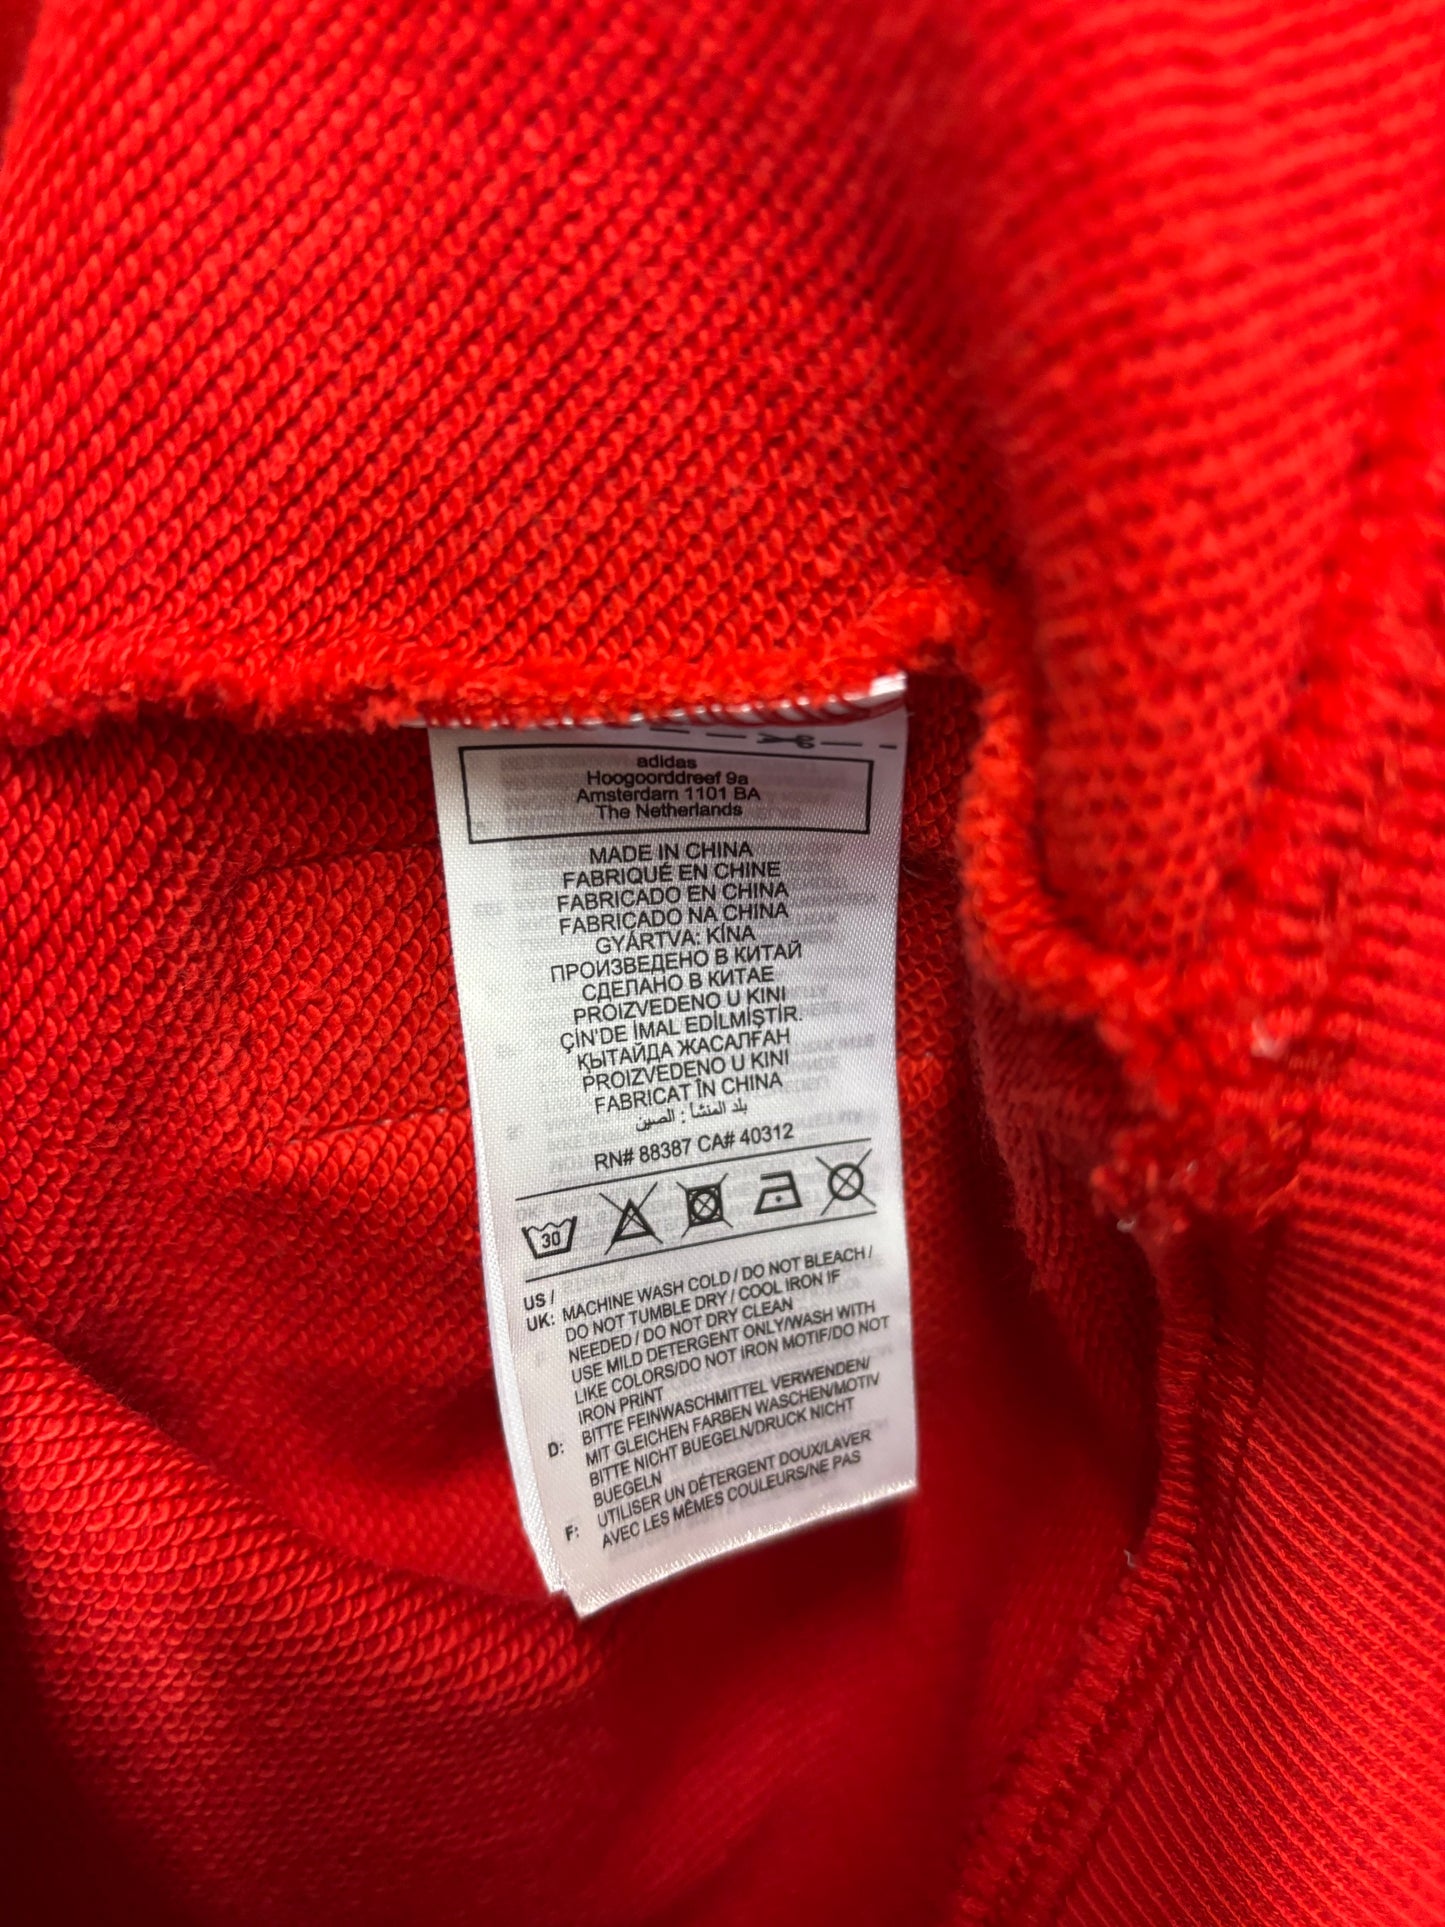 adidas
Hoogoorddreef 9a
Amsterdam 1101 BA
The Netherlands
MADE IN CHINA
FABRIQUÉ EN CHINE
FABRICADO EN CHINA
FABRICADO NA CHINA
GYÁRTVA: KÍNA
ПРОИЗВЕДЕНО В КИТАЙ
СДЕЛАНО В КИТАЕ
PROIZVEDENO U KINI
ÇİN'DE İMAL EDİLMİŞTİR.
ҚЫТАЙДА ЖАСАЛҒАН
PROIZVEDENO U KINI
FABRICAT ÎN CHINA
بلد المنشأ : الصين
RN# 88387 CA# 40312
30
US /
UK: MACHINE WASH COLD / DO NOT BLEACH /
DO NOT TUMBLE DRY / COOL IRON IF
NEEDED / DO NOT DRY CLEAN
USE MILD DETERGENT ONLY/WASH WITH
LIKE COLORS/DO NOT IRON MOTIF/DO NOT
IRON PRINT
D: BITTE FEINWASCHMITTEL VERWENDEN/
MIT GLEICHEN FARBEN WASCHEN/MOTIV
BITTE NICHT BUEGELN/DRUCK NICHT
BUEGELN
F: UTILISER UN DÉTERGENT DOUX/LAVER
AVEC LES MÊMES COULEURS/NE PAS